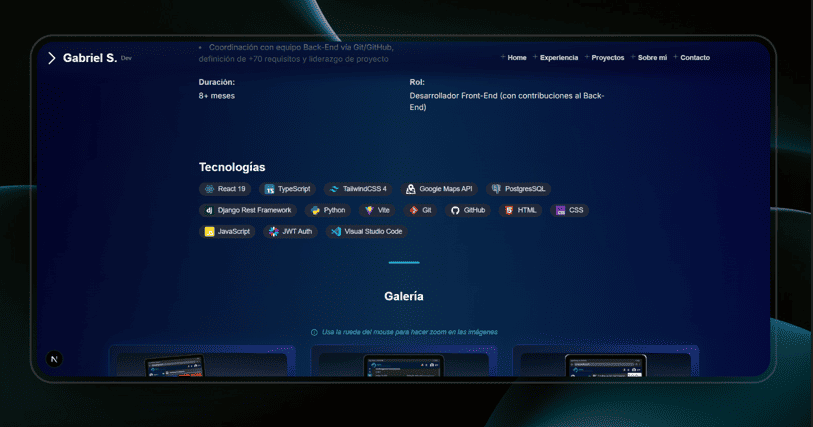 Gabriel S. Dev
+ Home + Experiencia + Proyectos + Sobre mi + Contacto
• Coordinación con equipo Back-End vía Git/GitHub,
definición de +70 requisitos y liderazgo de proyecto
Duración:
8+ meses
Rol:
Desarrollador Front-End (con contribuciones al Back-
End)
Tecnologías
React 19 TypeScript TailwindCSS 4 Google Maps API PostgresSQL
Django Rest Framework Python Vite Git GitHub HTML CSS
JavaScript JWT Auth Visual Studio Code
Galería
Usa la rueda del mouse para hacer zoom en las imágenes
N